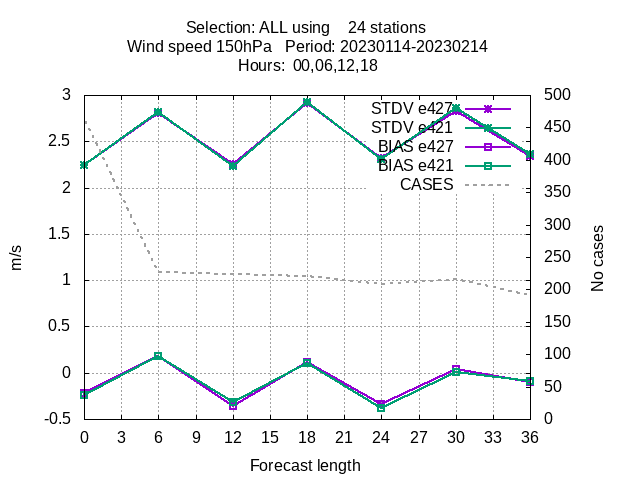 Selection: ALL using 24 stations
Wind speed 150hPa Period: 20230114-20230214
Hours: 00,06,12,18
3 500
STDV e427
450
STDV e421
2.5
BIAS e427
400
BIAS e421
2 350
CASES
300
1.5
250
m/s
No cases
1
200
0.5 150
100
0
50
-0.5 0
0 3 6 9 12 15 18 21 24 27 30 33 36
Forecast length